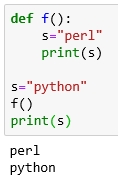 def f():
    s="perl"
    print(s)

s="python"
f()
print(s)
perl
python